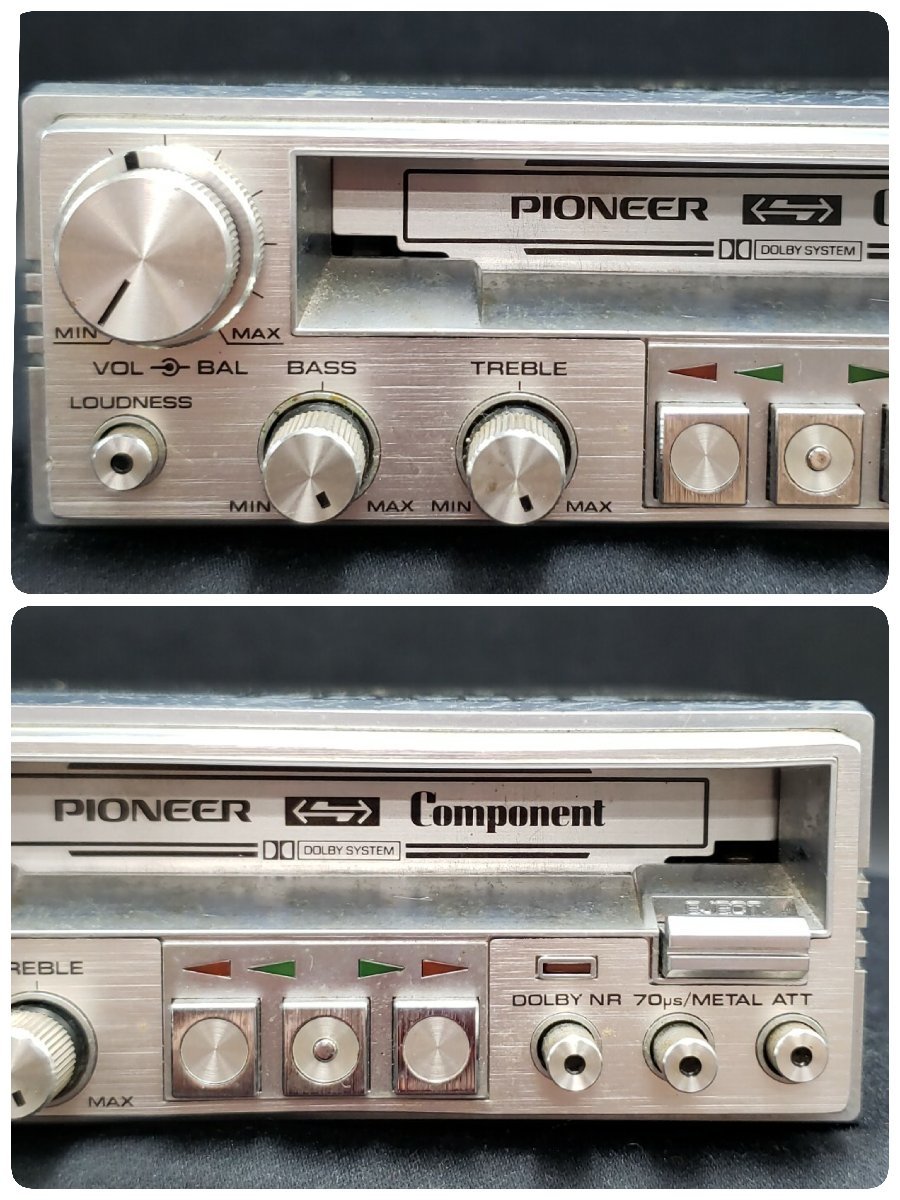 PIONEER
DOLBY SYSTEM
MIN MAX
VOL BAL BASS TREBLE
LOUDNESS
MIN MAX MIN MAX
PIONEER Component
DOLBY SYSTEM
EJECT
REBLE
DOLBY NR 70μs/METAL ATT
MAX